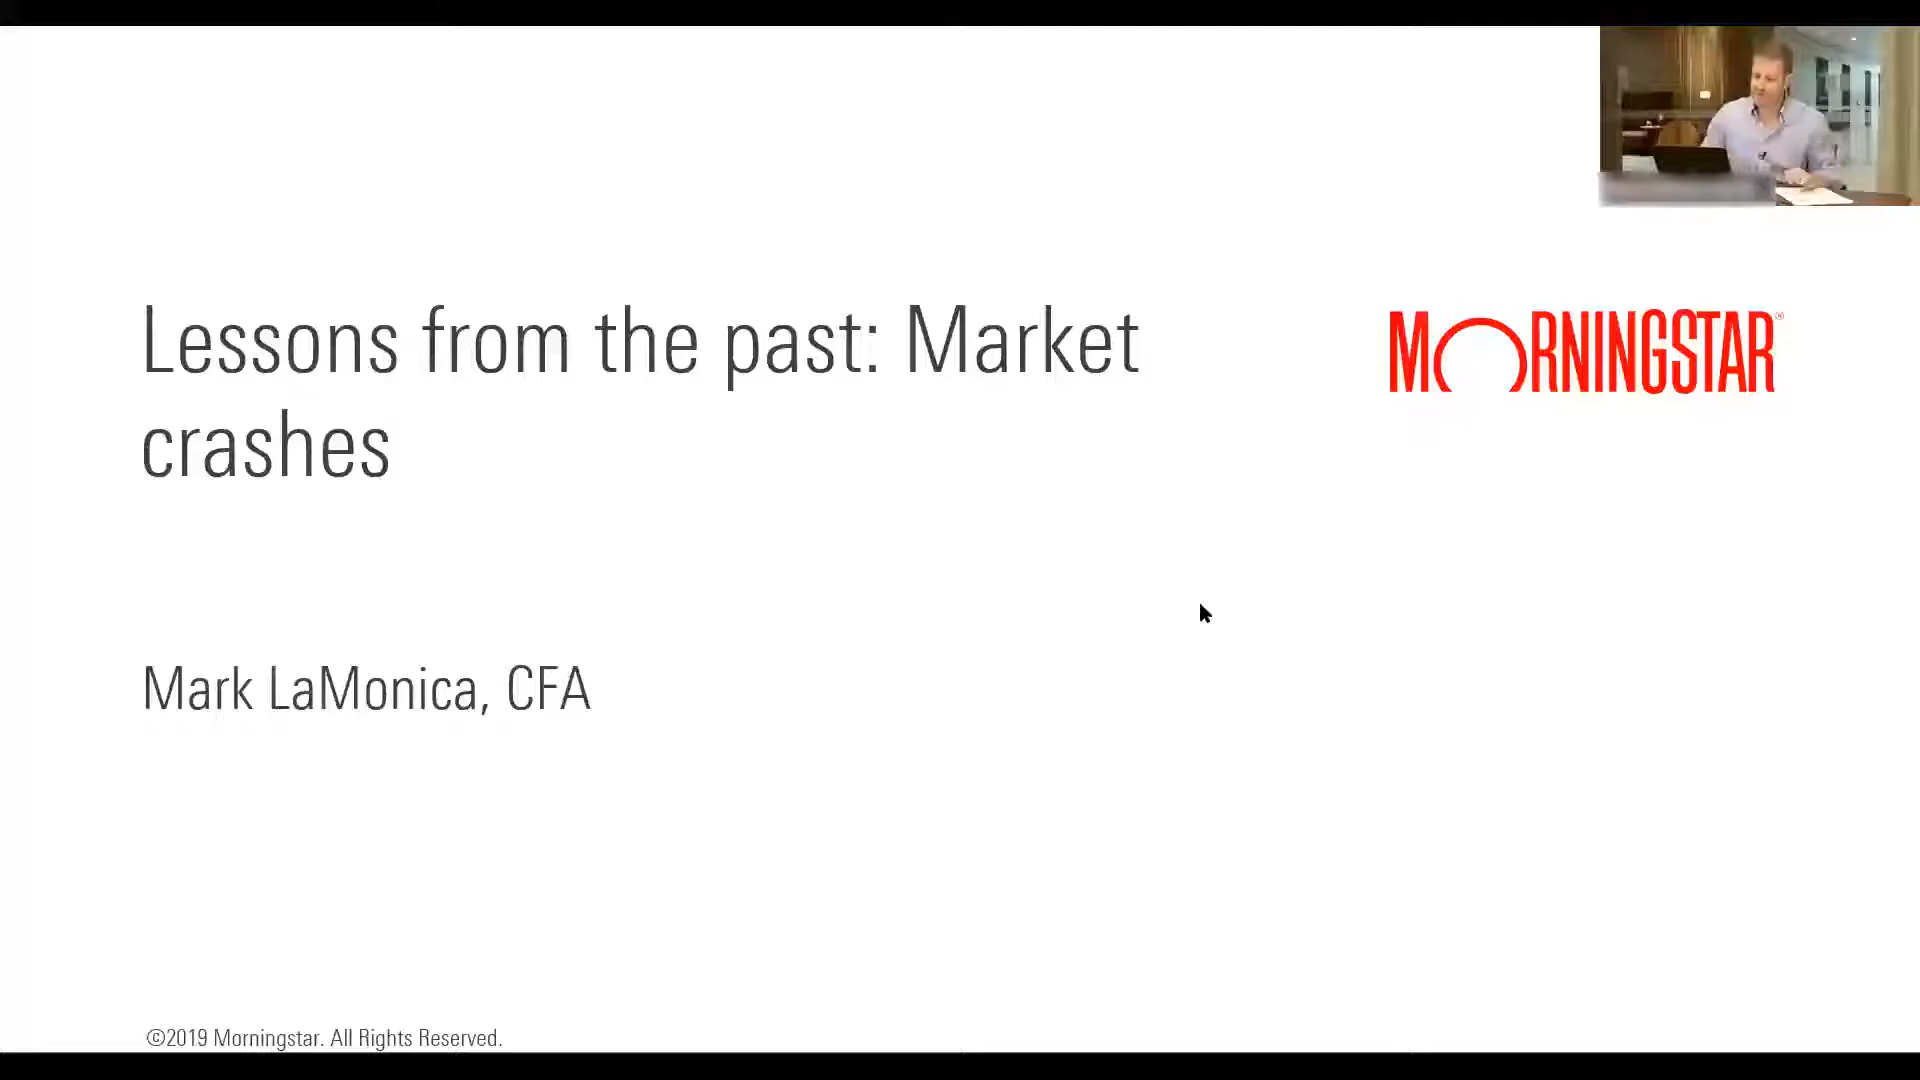 Lessons from the past: Market
crashes
MORNINGSTAR®
Mark LaMonica, CFA
©2019 Morningstar. All Rights Reserved.